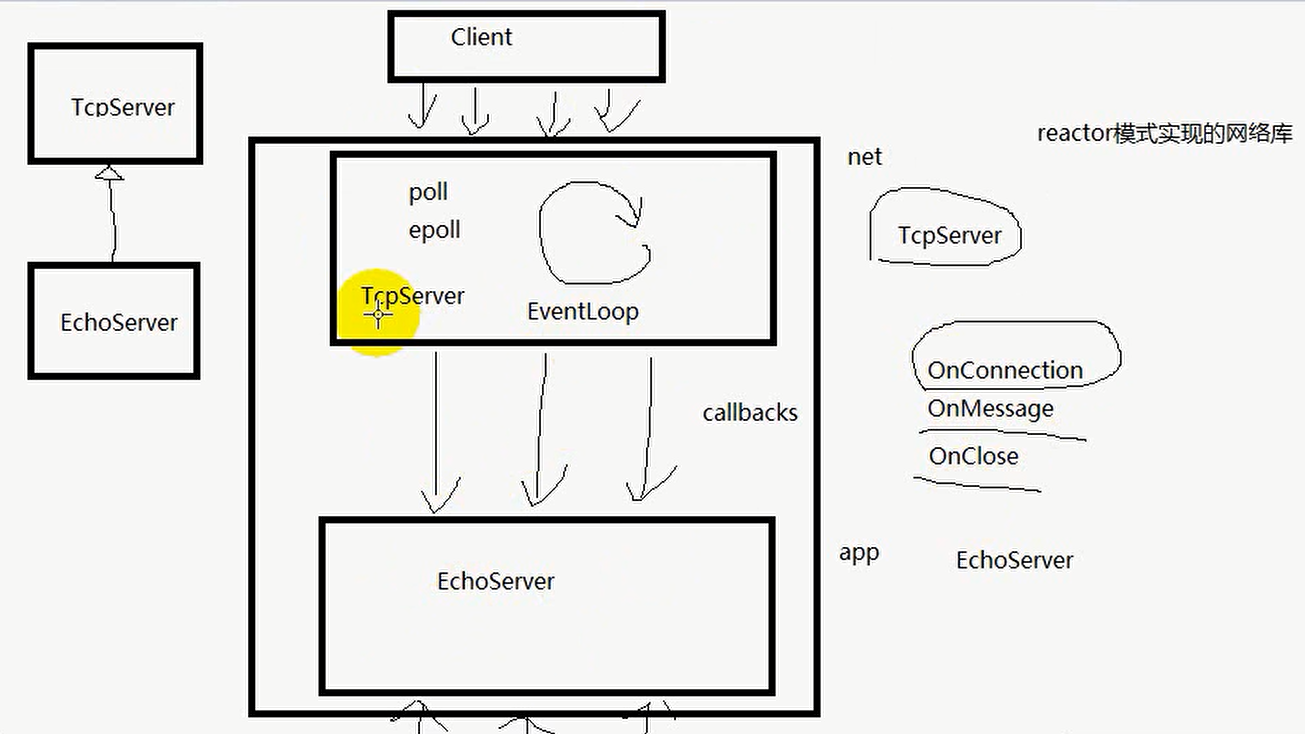 Client
TcpServer
EchoServer
poll
epoll
TcpServer
EventLoop
callbacks
EchoServer
net
reactor模式实现的网络库
TcpServer
OnConnection
OnMessage
OnClose
app
EchoServer